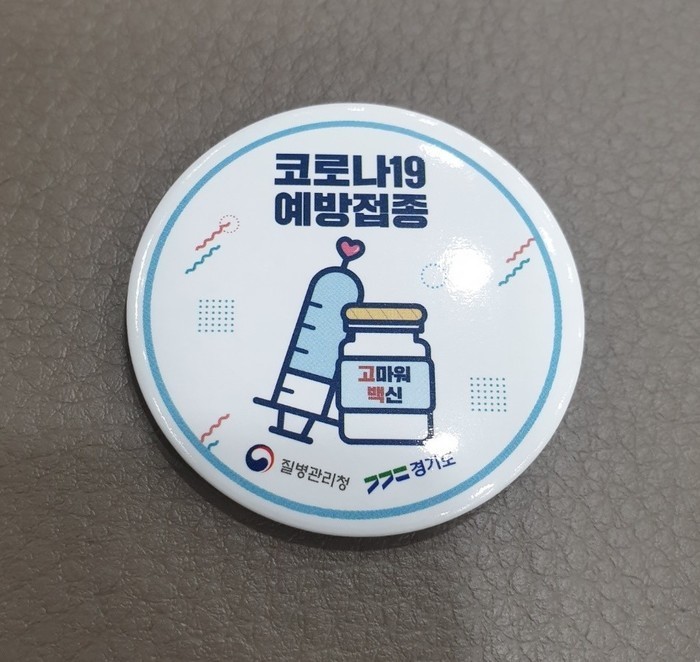 코로나19
예방접종
고마워
백신
질병관리청
경기도